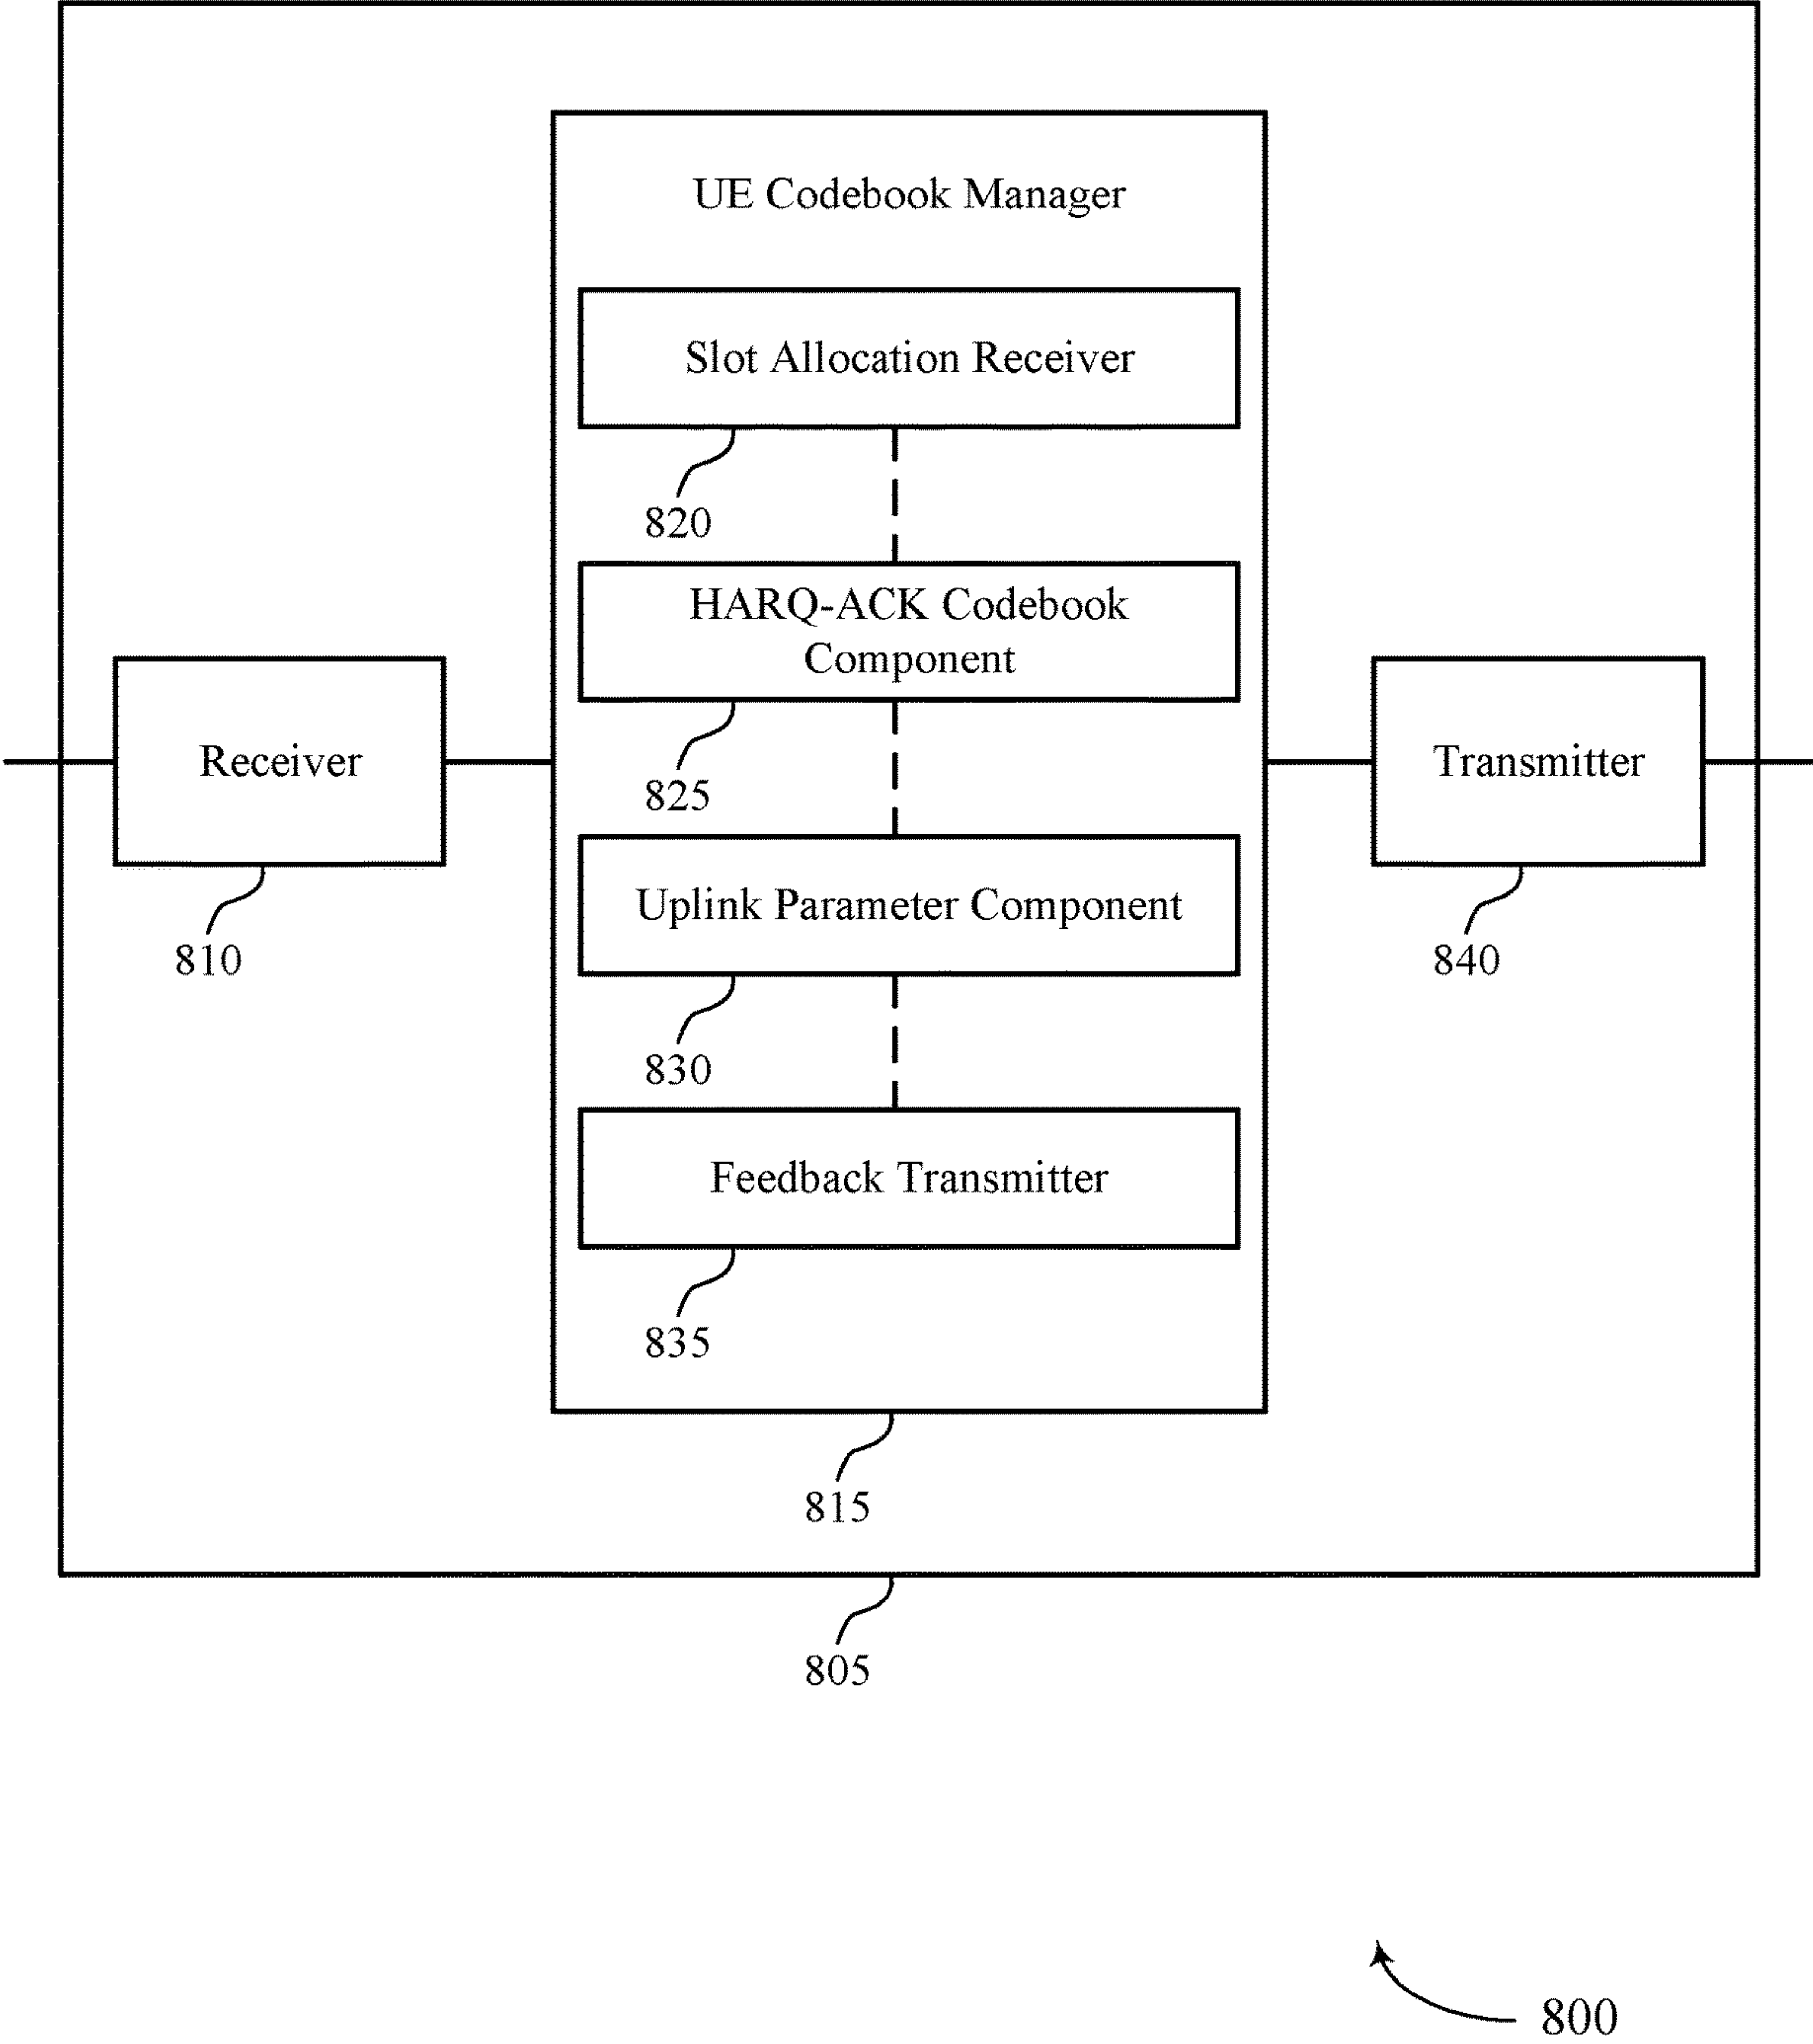 UE Codebook Manager
Slot Allocation Receiver
820
HARQ-ACK Codebook
Component
825
Receiver
810
Transmitter
840
Uplink Parameter Component
830
Feedback Transmitter
835
815
805
800